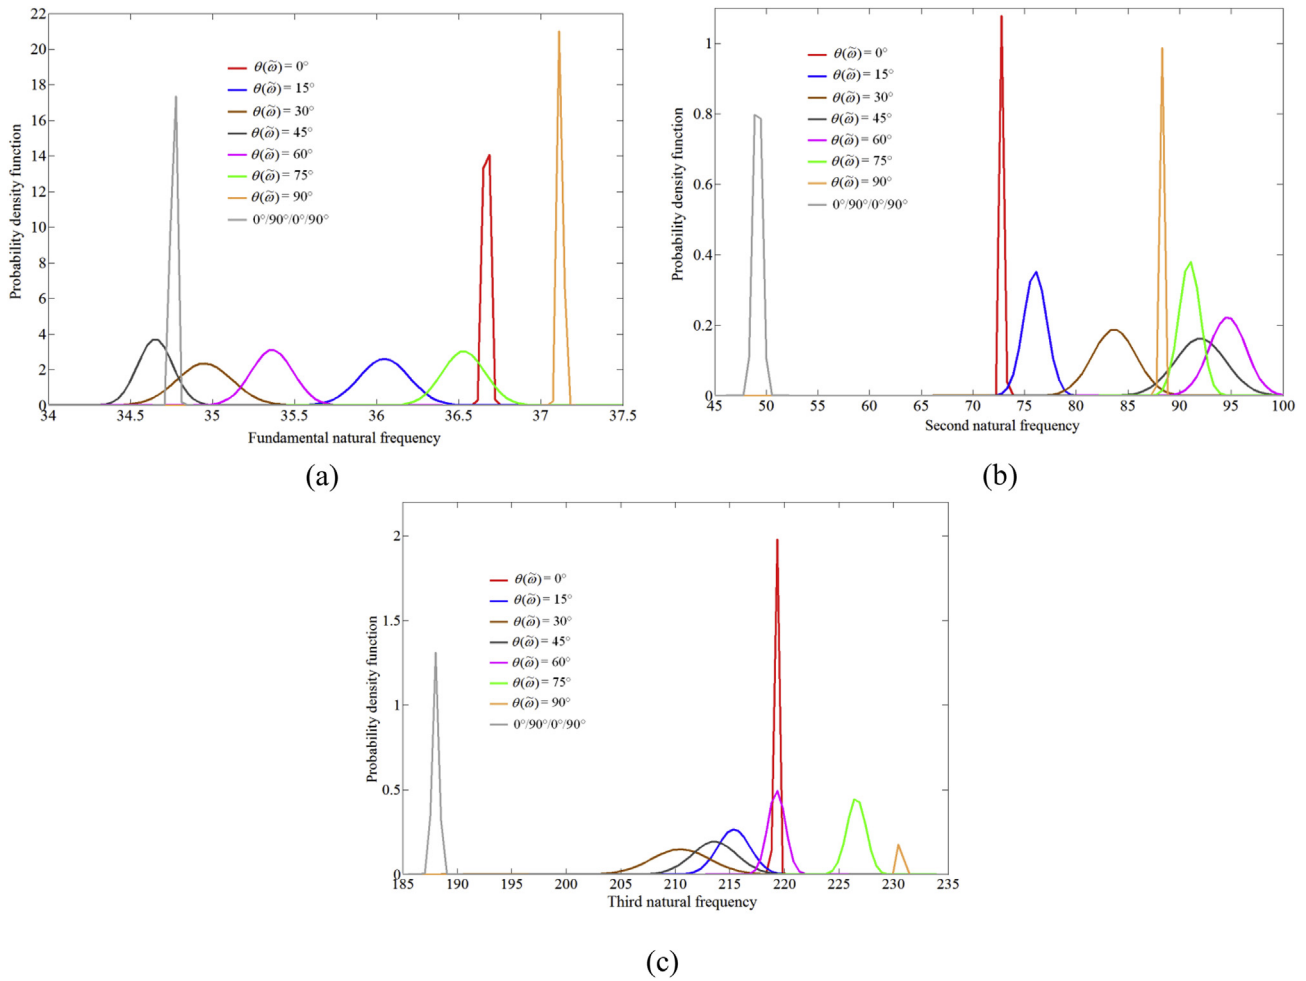 22
20
18
16
14
12
10
8
6
4
2
0
Probability density function
θ(ω̃) = 0°
θ(ω̃) = 15°
θ(ω̃) = 30°
θ(ω̃) = 45°
θ(ω̃) = 60°
θ(ω̃) = 75°
θ(ω̃) = 90°
0°/90°/0°/90°
34 34.5 35 35.5 36 36.5 37 37.5
Fundamental natural frequency
(a)
1
0.8
0.6
0.4
0.2
0
Probability density function
θ(ω̃) = 0°
θ(ω̃) = 15°
θ(ω̃) = 30°
θ(ω̃) = 45°
θ(ω̃) = 60°
θ(ω̃) = 75°
θ(ω̃) = 90°
0°/90°/0°/90°
45 50 55 60 65 70 75 80 85 90 95 100
Second natural frequency
(b)
2
1.5
1
0.5
0
Probability density function
θ(ω̃) = 0°
θ(ω̃) = 15°
θ(ω̃) = 30°
θ(ω̃) = 45°
θ(ω̃) = 60°
θ(ω̃) = 75°
θ(ω̃) = 90°
0°/90°/0°/90°
185 190 195 200 205 210 215 220 225 230 235
Third natural frequency
(c)